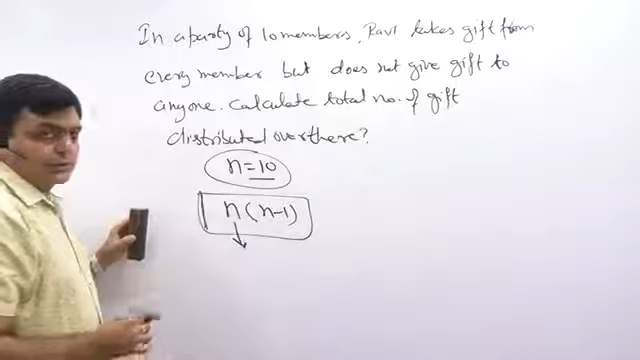 In a party of 10 members, Ravi takes gift from
every member but does not give gift to
anyone. Calculate total no. of gift
distributed over there?
n=10
n(n-1)